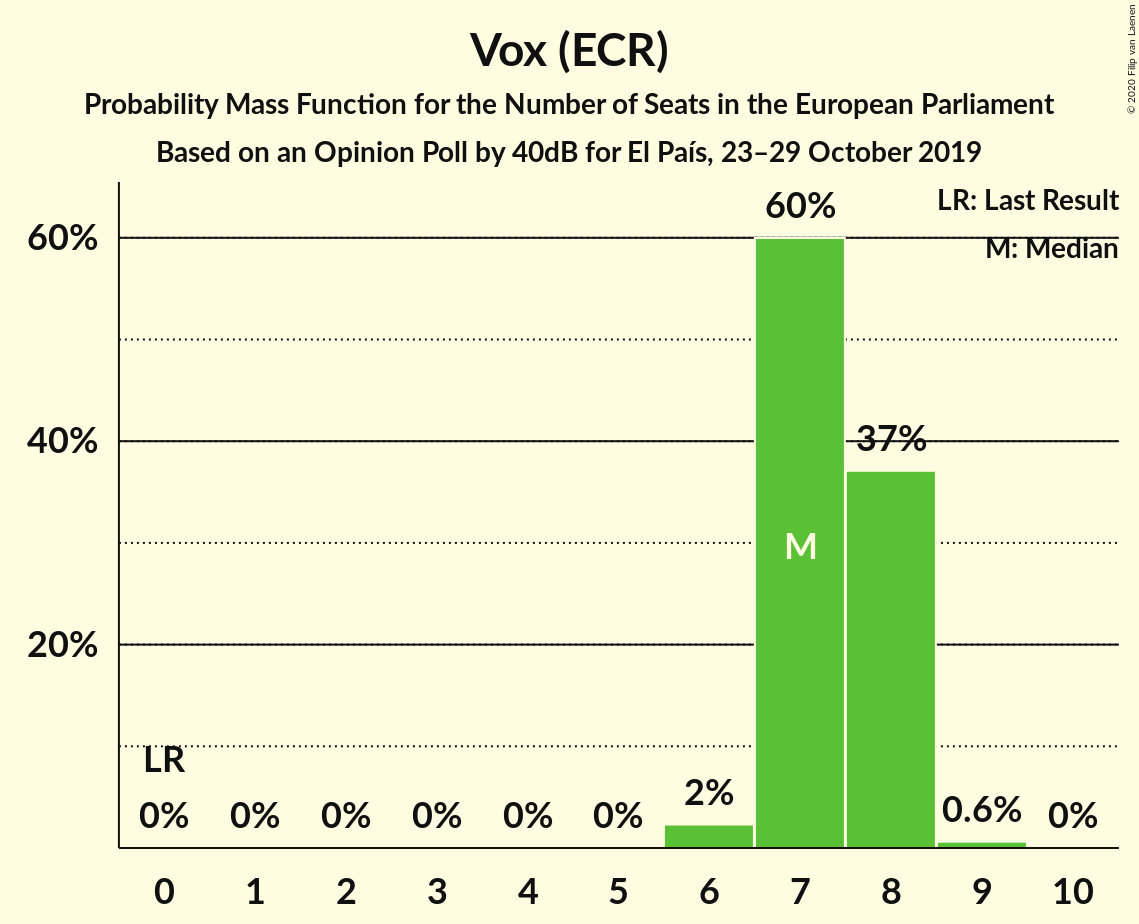 Vox (ECR)
Probability Mass Function for the Number of Seats in the European Parliament
Based on an Opinion Poll by 40dB for El País, 23–29 October 2019
© 2020 Filip van Laenen
LR: Last Result
M: Median
60%
40%
20%
60%
37%
M
LR
0%
0%
0%
0%
0%
0%
2%
0.6%
0%
0 1 2 3 4 5 6 7 8 9 10